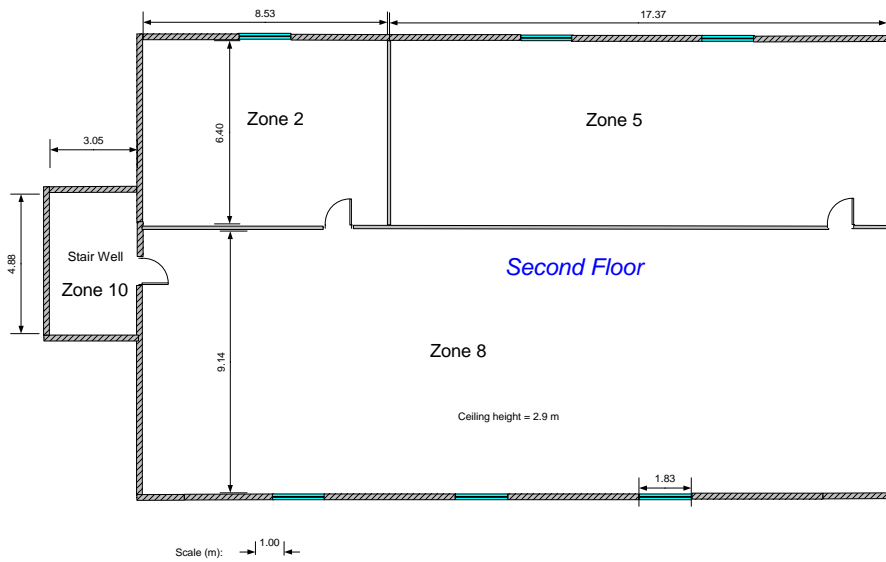 8.53
17.37
Zone 2
6.40
Zone 5
3.05
4.88
Stair Well
Zone 10
Second Floor
9.14
Zone 8
Ceiling height = 2.9 m
1.83
Scale (m):
1.00